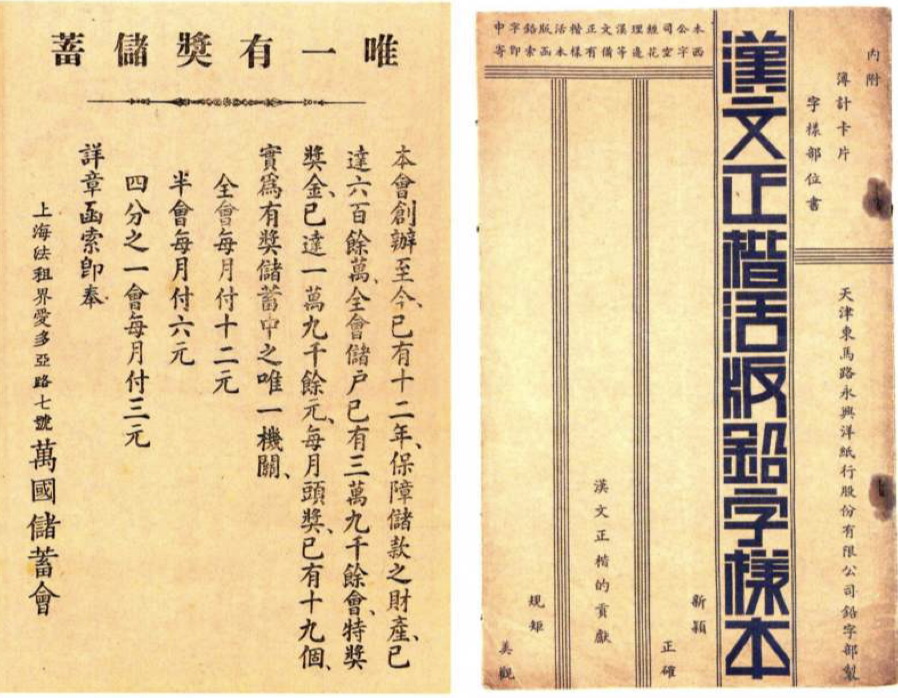 唯一有獎儲蓄
本會創辦至今、已有十二年、保障儲款之財產、已
達六百餘萬、全會儲戶已有三萬九千餘會、特獎
獎金、已達一萬九千餘元、每月頭獎、已有十九個、
實爲有獎儲蓄中之唯一機關、
全會每月付十二元
半會每月付六元
四分之一會每月付三元
詳章函索卽奉
上海法租界愛多亞路七號 萬國儲蓄會
內附
簿計卡片
字樣部位書
天津東馬路永興洋紙行股份有限公司鉛字部製
漢文正楷活版鉛字樣本
本公司經理漢文正楷活版鉛字中
西字空花邊等備有樣本函索即寄
新穎
正確
漢文正楷的貢獻
規矩
美觀